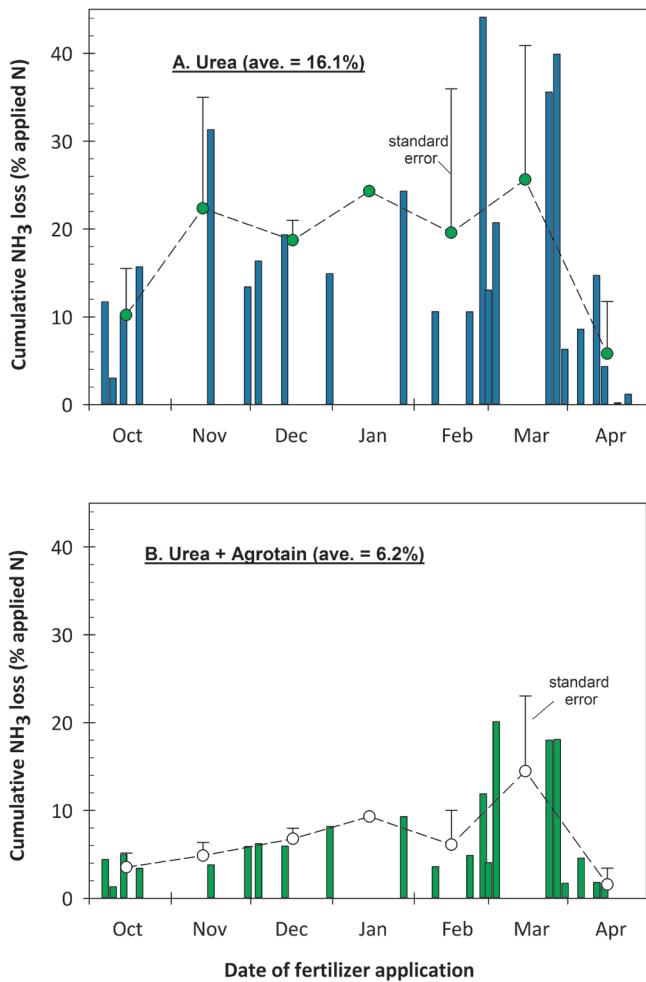 Cumulative NH3 loss (% applied N)
40
30
20
10
0
A. Urea (ave. = 16.1%)
standard
error
Oct Nov Dec Jan Feb Mar Apr
Cumulative NH3 loss (% applied N)
40
30
20
10
0
B. Urea + Agrotain (ave. = 6.2%)
standard
error
Oct Nov Dec Jan Feb Mar Apr
Date of fertilizer application